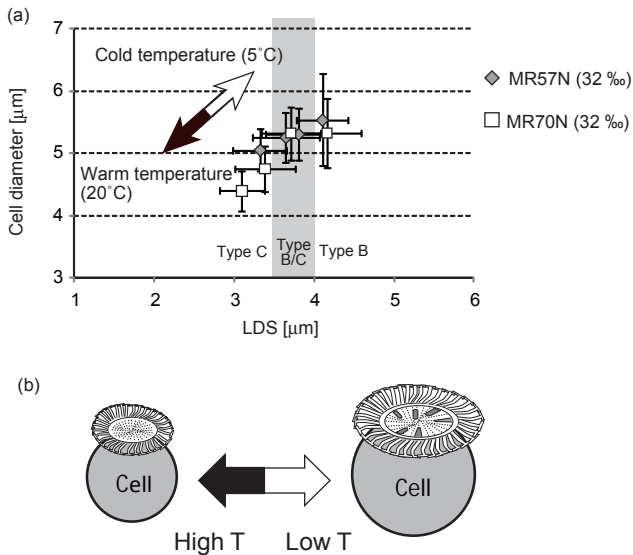 (a)
7
6
5
4
3
Cell diameter [μm]
Cold temperature (5˚C)
Warm temperature
(20˚C)
Type C
Type
B/C
Type B
1
2
3
4
5
6
LDS [μm]
MR57N (32 ‰)
MR70N (32 ‰)
(b)
Cell
Cell
High T
Low T